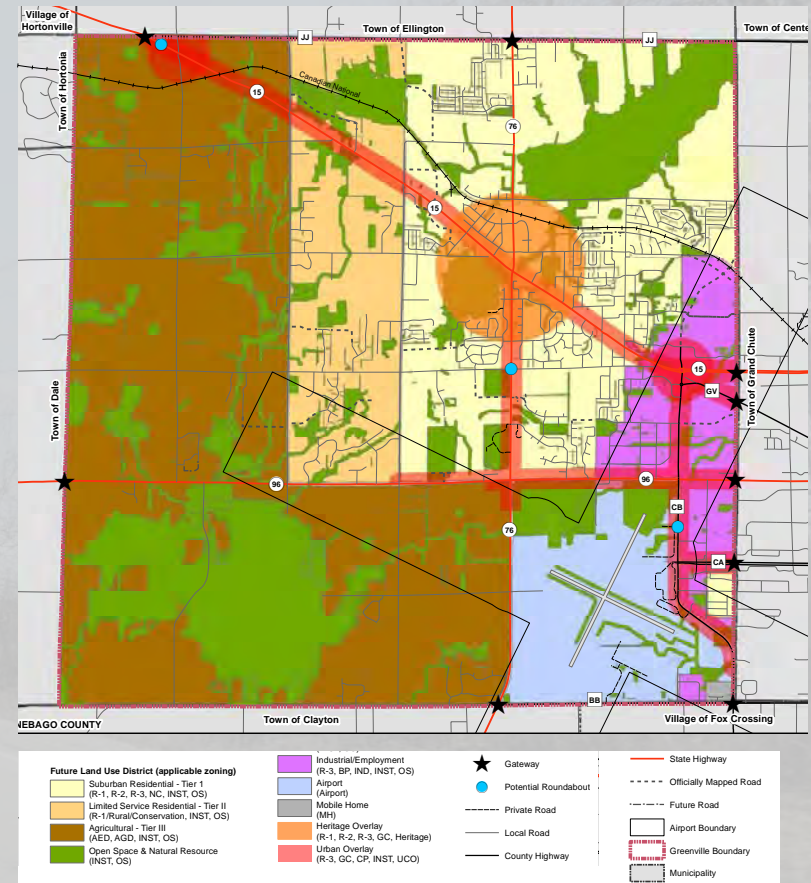 Village of
Hortonville
Town of Ellington
Town of Cente
JJ
JJ
Town of Hortonia
Canadian National
15
76
15
Town of Grand Chute
15
GV
Town of Dale
96
96
CB
76
CA
BB
NEBAGO COUNTY
Town of Clayton
Village of Fox Crossing
Future Land Use District (applicable zoning)
Suburban Residential - Tier 1
(R-1, R-2, R-3, NC, INST, OS)
Limited Service Residential - Tier II
(R-1/Rural/Conservation, INST, OS)
Agricultural - Tier III
(AED, AGD, INST, OS)
Open Space & Natural Resource
(INST, OS)
Industrial/Employment
(R-3, BP, IND, INST, OS)
Airport
(Airport)
Mobile Home
(MH)
Heritage Overlay
(R-1, R-2, R-3, GC, Heritage)
Urban Overlay
(R-3, GC, CP, INST, UCO)
Gateway
Potential Roundabout
Private Road
Local Road
County Highway
State Highway
Officially Mapped Road
Future Road
Airport Boundary
Greenville Boundary
Municipality